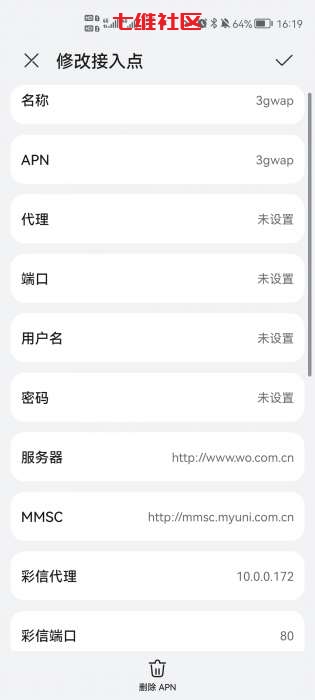 七维社区
64%
16:19
修改接入点
名称 3gwap
APN 3gwap
代理 未设置
端口 未设置
用户名 未设置
密码 未设置
服务器 http://www.wo.com.cn
MMSC http://mmsc.myuni.com.cn
彩信代理 10.0.0.172
彩信端口 80
删除 APN